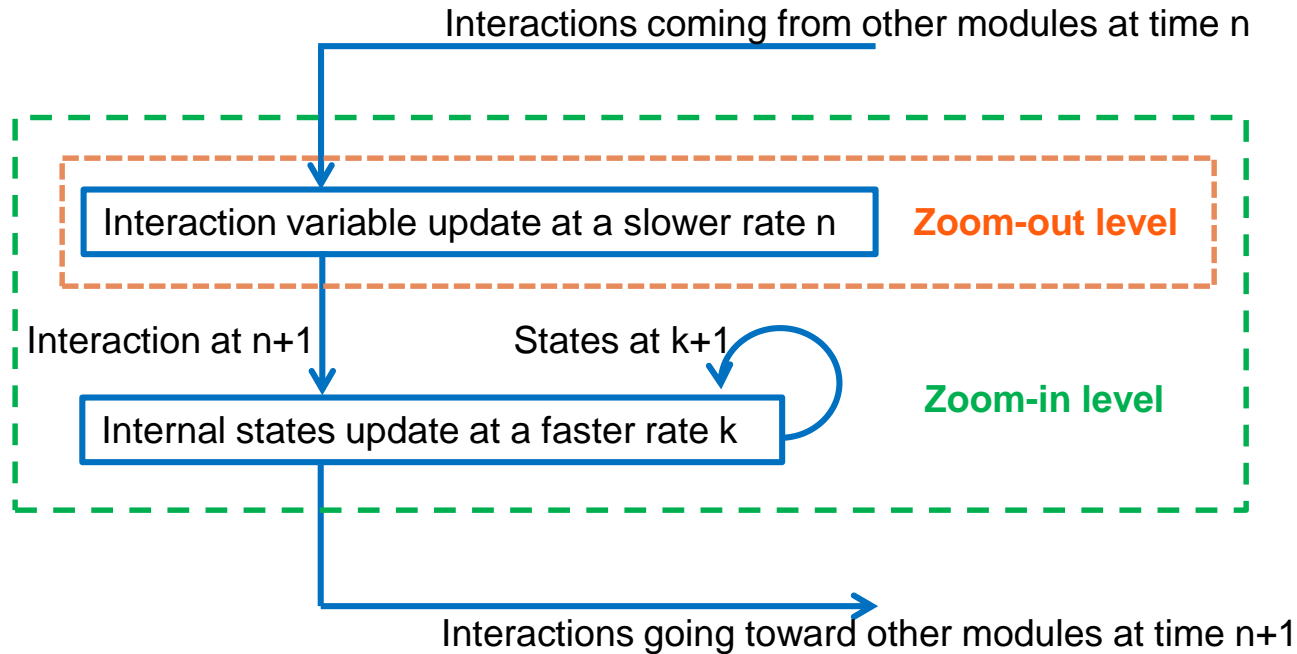 Interactions coming from other modules at time n
Interaction variable update at a slower rate n
Zoom-out level
Interaction at n+1
States at k+1
Zoom-in level
Internal states update at a faster rate k
Interactions going toward other modules at time n+1